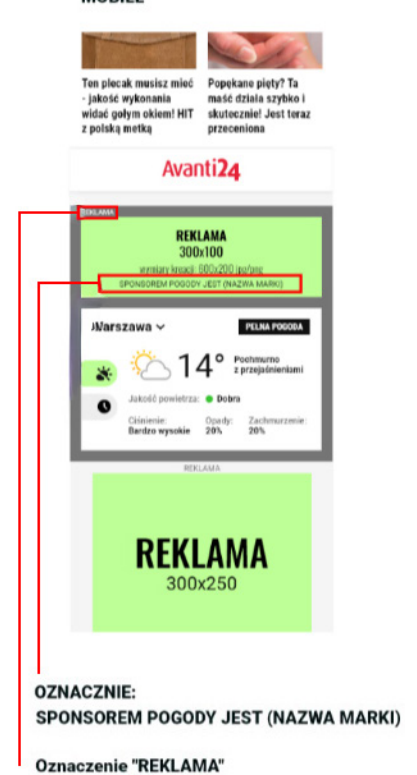 MOBILE
Ten plecak musisz mieć
- jakość wykonania
widać gołym okiem! HIT
z polską metką
Popękane pięty? Ta
maść działa szybko i
skutecznie! Jest teraz
przeceniona
Avanti24
REKLAMA
REKLAMA
300x100
wymiary kreacji: 600x200 jpg/png
SPONSOREM POGODY JEST (NAZWA MARKI)
Warszawa
PEŁNA POGODA
14°
Pochmurno
z przejaśnieniami
Jakość powietrza: Dobra
Ciśnienie:
Bardzo wysokie
Opady:
20%
Zachmurzenie:
20%
REKLAMA
REKLAMA
300x250
OZNACZNIE:
SPONSOREM POGODY JEST (NAZWA MARKI)
Oznaczenie "REKLAMA"